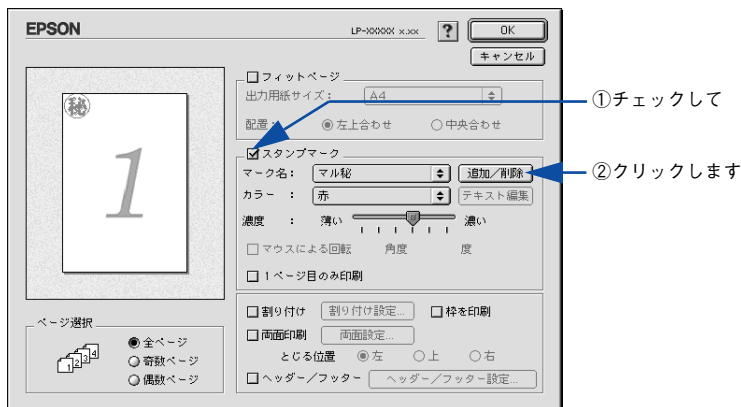 EPSON
LP-XXXXX x.xx
?
OK
キャンセル
秘
1
フィットページ
出力用紙サイズ：
A4
配置：
左上合わせ
中央合わせ
①チェックして
スタンプマーク
マーク名：
マル秘
追加／削除
②クリックします
カラー　：
赤
テキスト編集
濃度　　：
薄い
濃い
マウスによる回転
角度
度
1ページ目のみ印刷
割り付け
割り付け設定...
枠を印刷
両面印刷
両面設定...
とじる位置
左
上
右
ヘッダー／フッター
ヘッダー／フッター設定...
ページ選択
1 2 3 4
全ページ
奇数ページ
偶数ページ